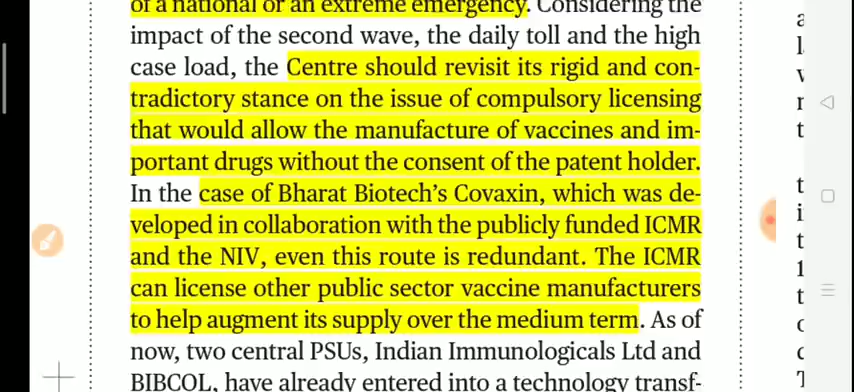 of a national or an extreme emergency. Considering the
impact of the second wave, the daily toll and the high
case load, the Centre should revisit its rigid and con-
tradictory stance on the issue of compulsory licensing
that would allow the manufacture of vaccines and im-
portant drugs without the consent of the patent holder.
In the case of Bharat Biotech's Covaxin, which was de-
veloped in collaboration with the publicly funded ICMR
and the NIV, even this route is redundant. The ICMR
can license other public sector vaccine manufacturers
to help augment its supply over the medium term. As of
now, two central PSUs, Indian Immunologicals Ltd and
BIBCOL, have already entered into a technology transf-